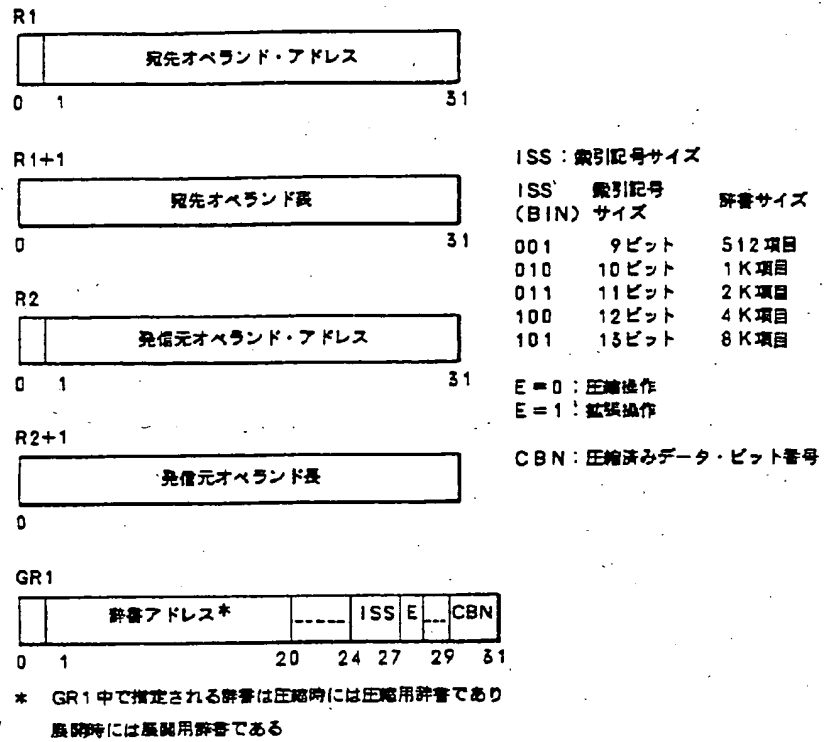 R1
宛先オペランド・アドレス
0 1 31
R1+1
宛先オペランド長
0 31
R2
発信元オペランド・アドレス
0 1 31
R2+1
発信元オペランド長
0
GR1
辞書アドレス* ISS E CBN
0 1 20 24 27 29 31
* GR1中で指定される辞書は圧縮時には圧縮用辞書であり
展開時には展開用辞書である
ISS:索引記号サイズ
ISS 索引記号 辞書サイズ
(BIN) サイズ
001 9ビット 512項目
010 10ビット 1K項目
011 11ビット 2K項目
100 12ビット 4K項目
101 13ビット 8K項目
E=0:圧縮操作
E=1:拡張操作
CBN:圧縮済みデータ・ビット番号